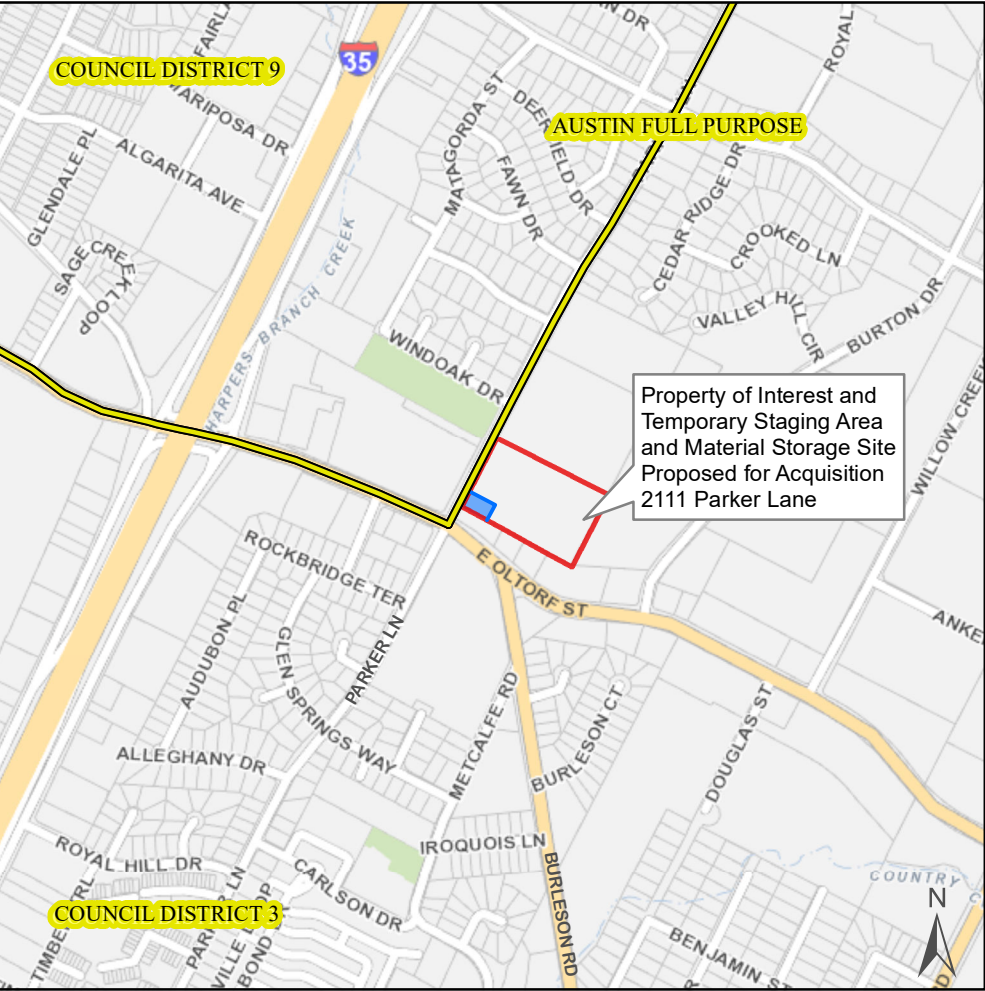 COUNCIL DISTRICT 9
35
AUSTIN FULL PURPOSE
MARIPOSA DR
ALGARITA AVE
GLENDALE PL
SAGE CREEK LOOP
HARPERS BRANCH CREEK
MATAGORDA ST
DEERFIELD DR
FAWN DR
ROYAL
CEDAR RIDGE DR
CROOKED LN
VALLEY HILL CIR
BURTON DR
WINDOAK DR
WILLOW CREEK
Property of Interest and
Temporary Staging Area
and Material Storage Site
Proposed for Acquisition
2111 Parker Lane
ROCKBRIDGE TER
E OLTORF ST
AUDUBON PL
GLEN SPRINGS WAY
PARKER LN
METCALFE RD
BURLESON CT
DOUGLAS ST
ALLEGHANY DR
IROQUOIS LN
BURLESON RD
ROYAL HILL DR
CARLSON DR
COUNCIL DISTRICT 3
COUNTRY
BENJAMIN ST
N